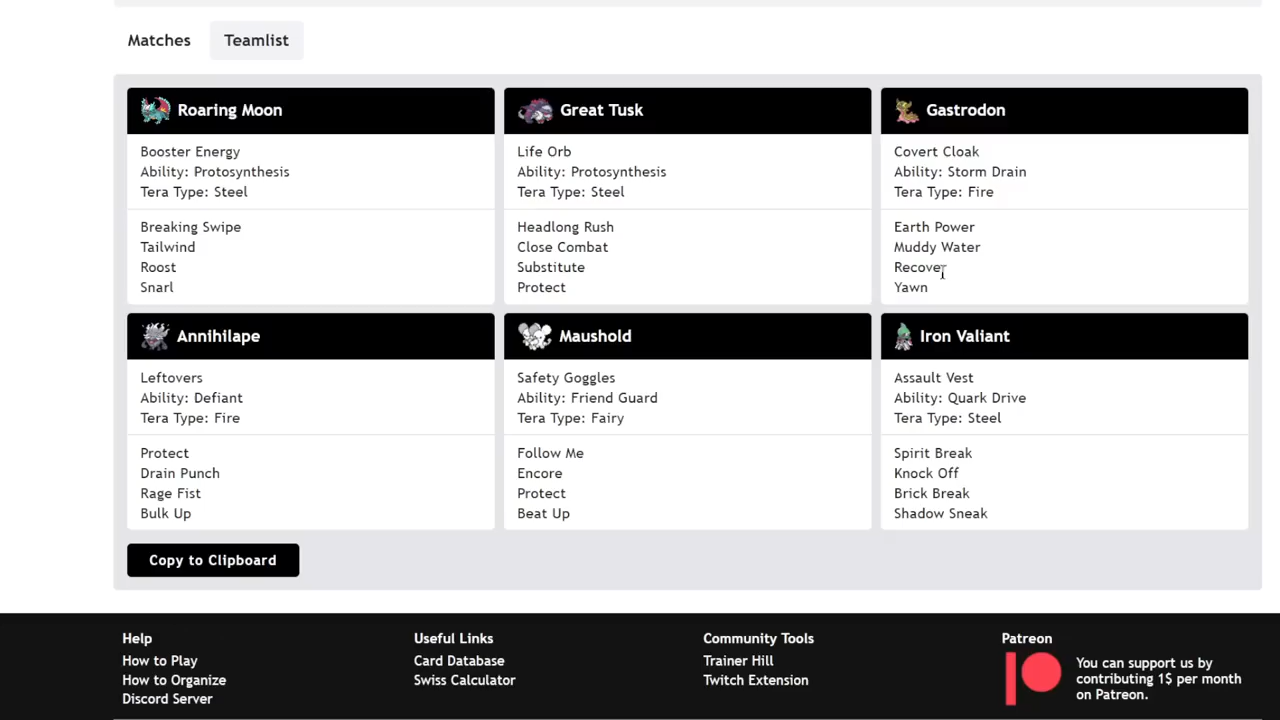 Matches
Teamlist
Roaring Moon
Booster Energy
Ability: Protosynthesis
Tera Type: Steel
Breaking Swipe
Tailwind
Roost
Snarl
Great Tusk
Life Orb
Ability: Protosynthesis
Tera Type: Steel
Headlong Rush
Close Combat
Substitute
Protect
Gastrodon
Covert Cloak
Ability: Storm Drain
Tera Type: Fire
Earth Power
Muddy Water
Recover
Yawn
Annihilape
Leftovers
Ability: Defiant
Tera Type: Fire
Protect
Drain Punch
Rage Fist
Bulk Up
Maushold
Safety Goggles
Ability: Friend Guard
Tera Type: Fairy
Follow Me
Encore
Protect
Beat Up
Iron Valiant
Assault Vest
Ability: Quark Drive
Tera Type: Steel
Spirit Break
Knock Off
Brick Break
Shadow Sneak
Copy to Clipboard
Help
How to Play
How to Organize
Discord Server
Useful Links
Card Database
Swiss Calculator
Community Tools
Trainer Hill
Twitch Extension
Patreon
You can support us by
contributing 1$ per month
on Patreon.